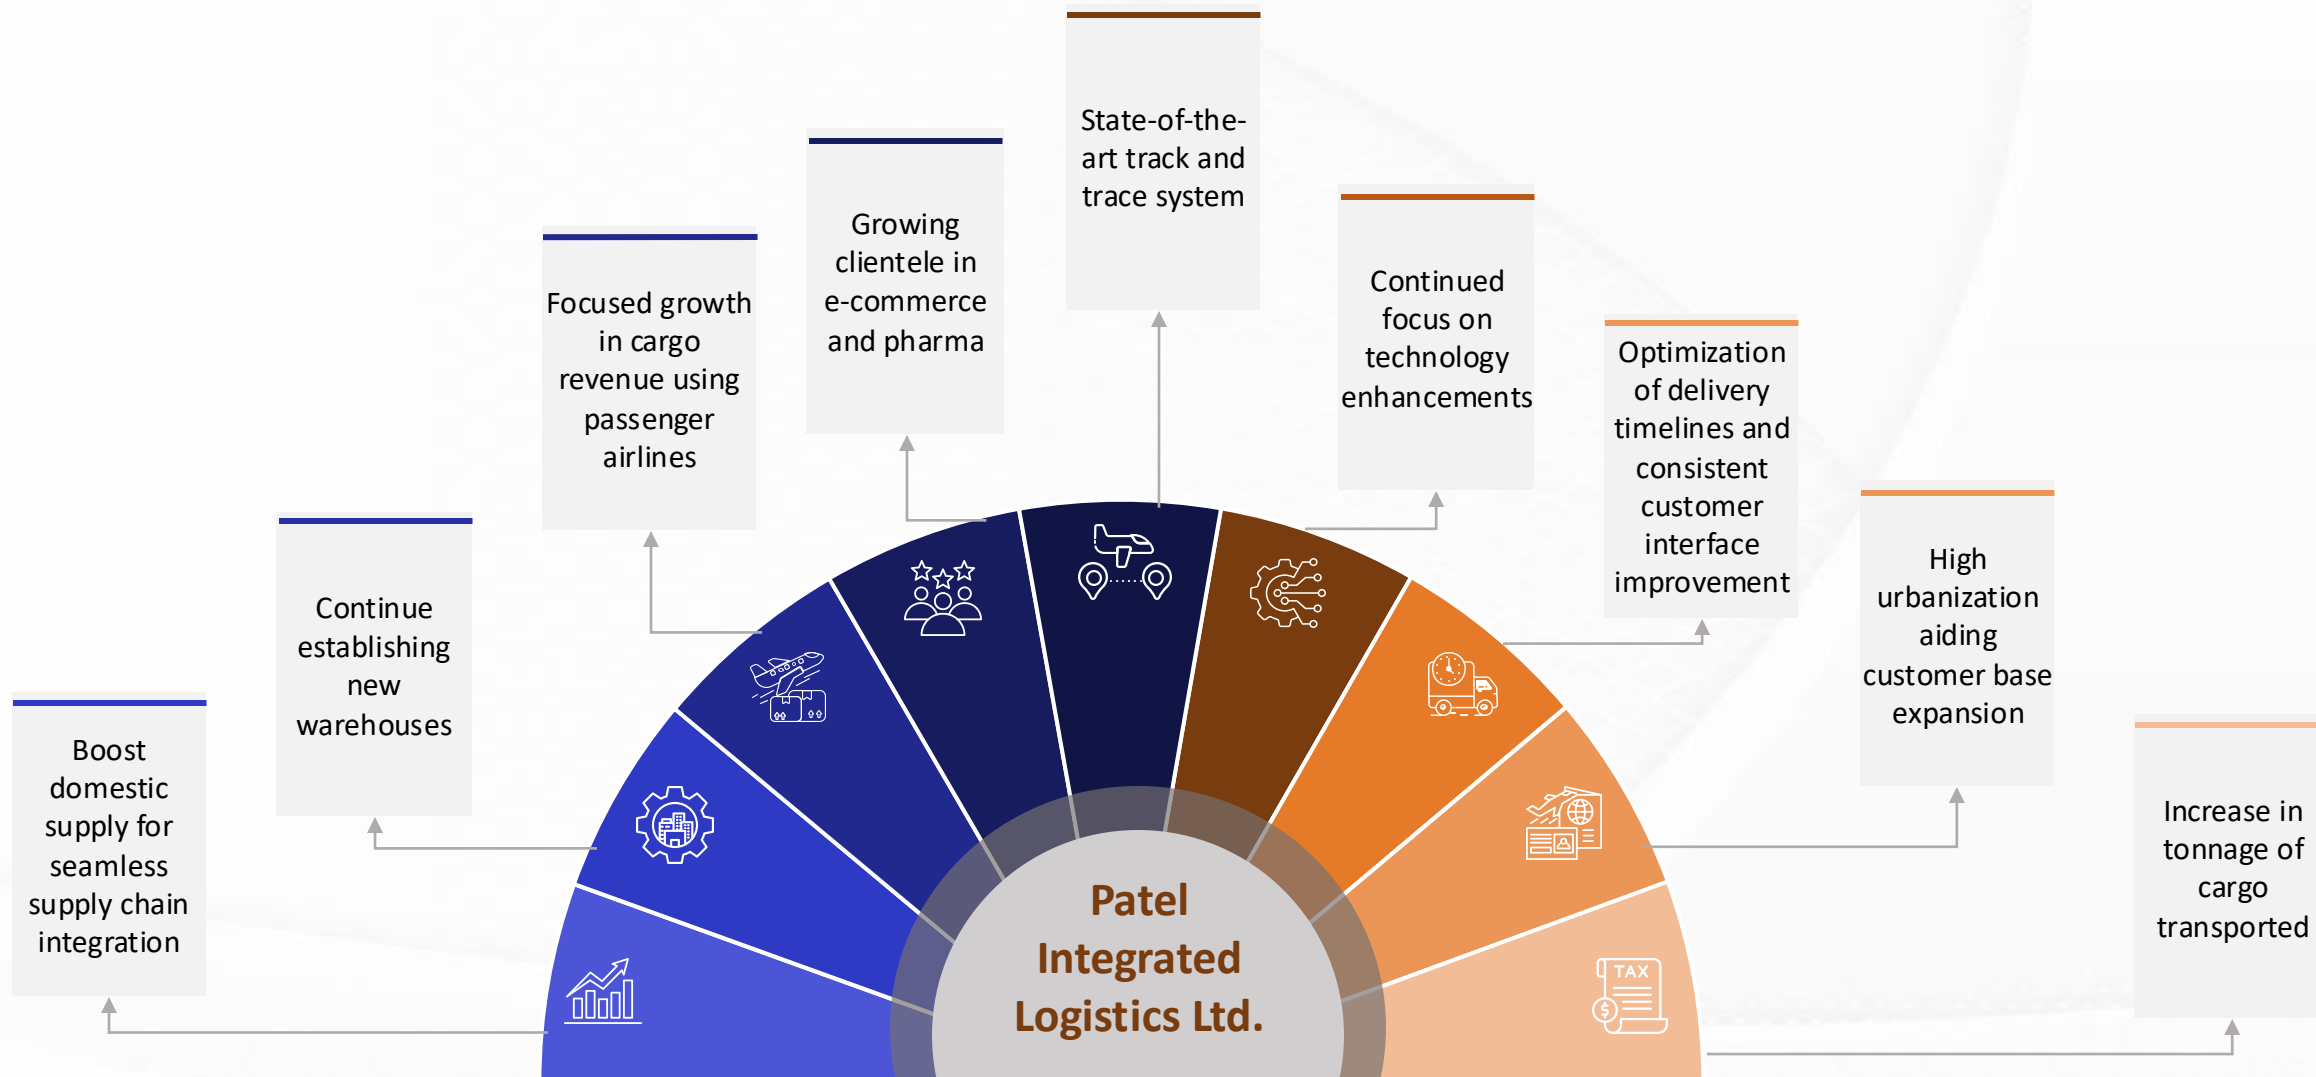 State-of-the-
art track and
trace system
Growing
clientele in
e-commerce
and pharma
Continued
focus on
technology
enhancements
Focused growth
in cargo
revenue using
passenger
airlines
Optimization
of delivery
timelines and
consistent
customer
interface
improvement
High
urbanization
aiding
customer base
expansion
Continue
establishing
new
warehouses
Boost
domestic
supply for
seamless
supply chain
integration
Increase in
tonnage of
cargo
transported
Patel
Integrated
Logistics Ltd.
TAX
$